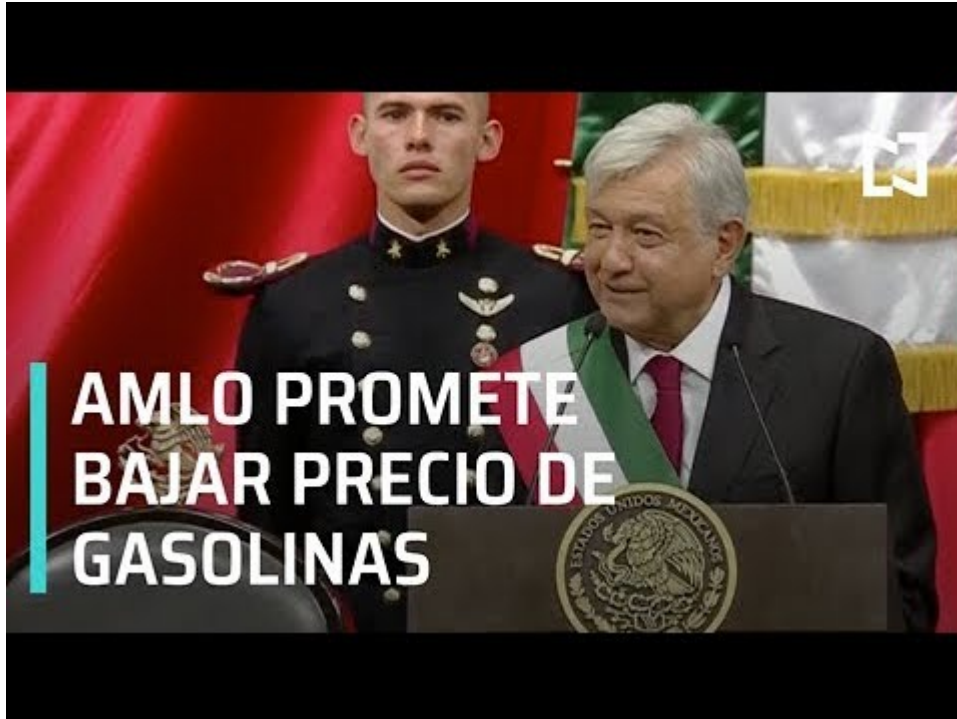 AMLO PROMETE
BAJAR PRECIO DE
GASOLINAS
ESTADOS UNIDOS MEXICANOS